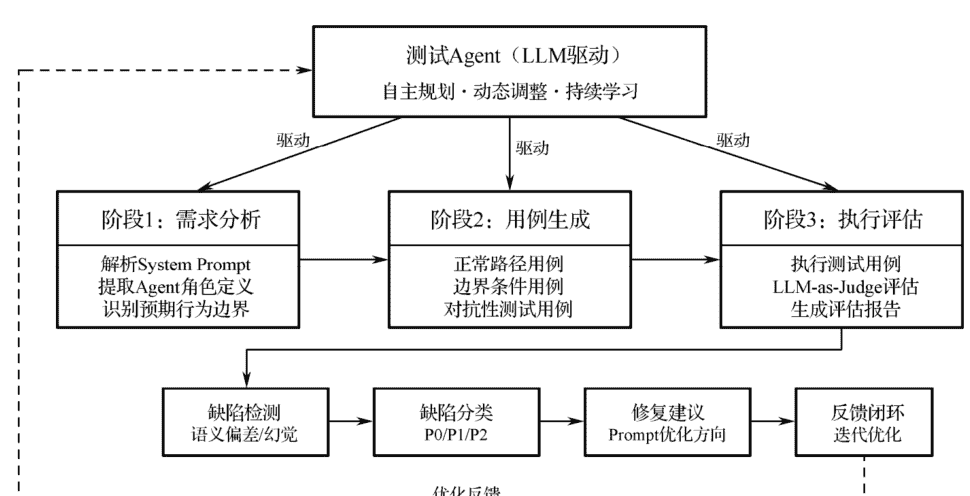 测试Agent（LLM驱动）
自主规划·动态调整·持续学习
驱动
驱动
驱动
阶段1：需求分析
解析System Prompt
提取Agent角色定义
识别预期行为边界
阶段2：用例生成
正常路径用例
边界条件用例
对抗性测试用例
阶段3：执行评估
执行测试用例
LLM-as-Judge评估
生成评估报告
缺陷检测
语义偏差/幻觉
缺陷分类
P0/P1/P2
修复建议
Prompt优化方向
反馈闭环
迭代优化
优化反馈